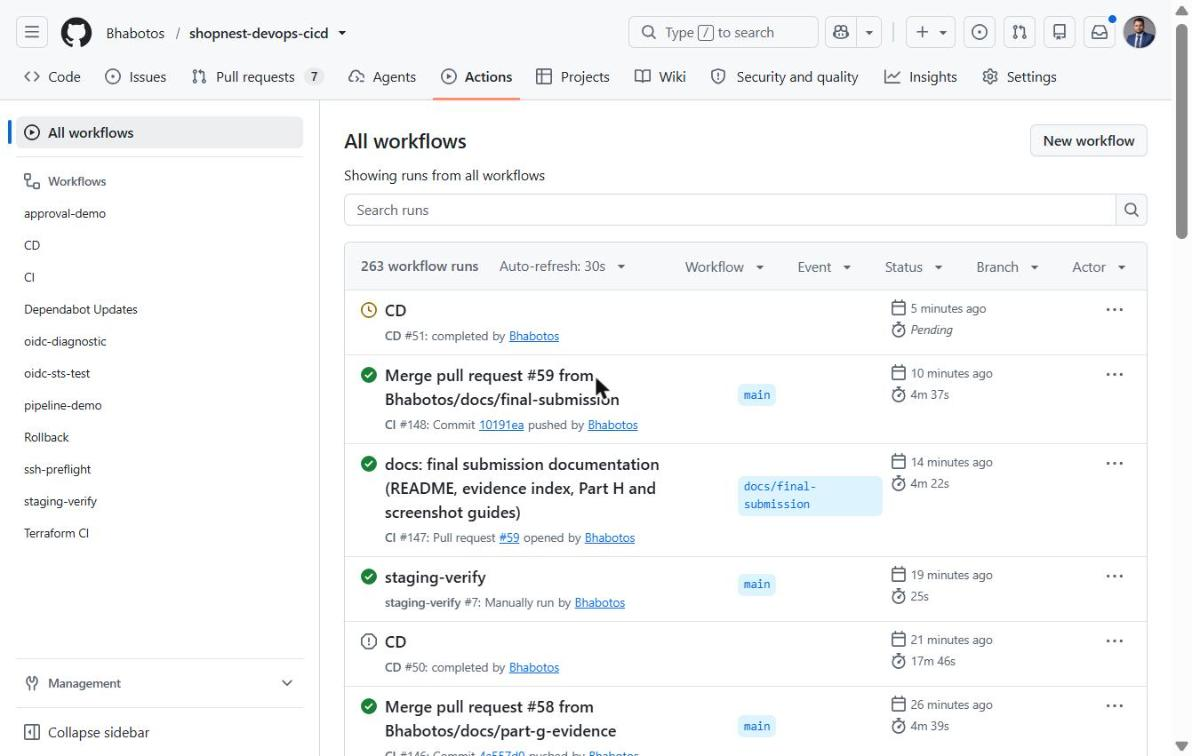 Bhabotos / shopnest-devops-cicd
Type / to search
Code
Issues
Pull requests 7
Agents
Actions
Projects
Wiki
Security and quality
Insights
Settings
All workflows
Workflows
approval-demo
CD
CI
Dependabot Updates
oidc-diagnostic
oidc-sts-test
pipeline-demo
Rollback
ssh-preflight
staging-verify
Terraform CI
Management
Collapse sidebar
All workflows
New workflow
Showing runs from all workflows
Search runs
263 workflow runs Auto-refresh: 30s Workflow Event Status Branch Actor
CD
CD #51: completed by Bhabotos
5 minutes ago
Pending
Merge pull request #59 from
Bhabotos/docs/final-submission
CI #148: Commit 10191ea pushed by Bhabotos
main
10 minutes ago
4m 37s
docs: final submission documentation
(README, evidence index, Part H and
screenshot guides)
CI #147: Pull request #59 opened by Bhabotos
docs/final-
submission
14 minutes ago
4m 22s
staging-verify
staging-verify #7: Manually run by Bhabotos
main
19 minutes ago
25s
CD
CD #50: completed by Bhabotos
21 minutes ago
17m 46s
Merge pull request #58 from
Bhabotos/docs/part-g-evidence
CI #146: Commit 4e557d0 pushed by Bhabotos
main
26 minutes ago
4m 39s